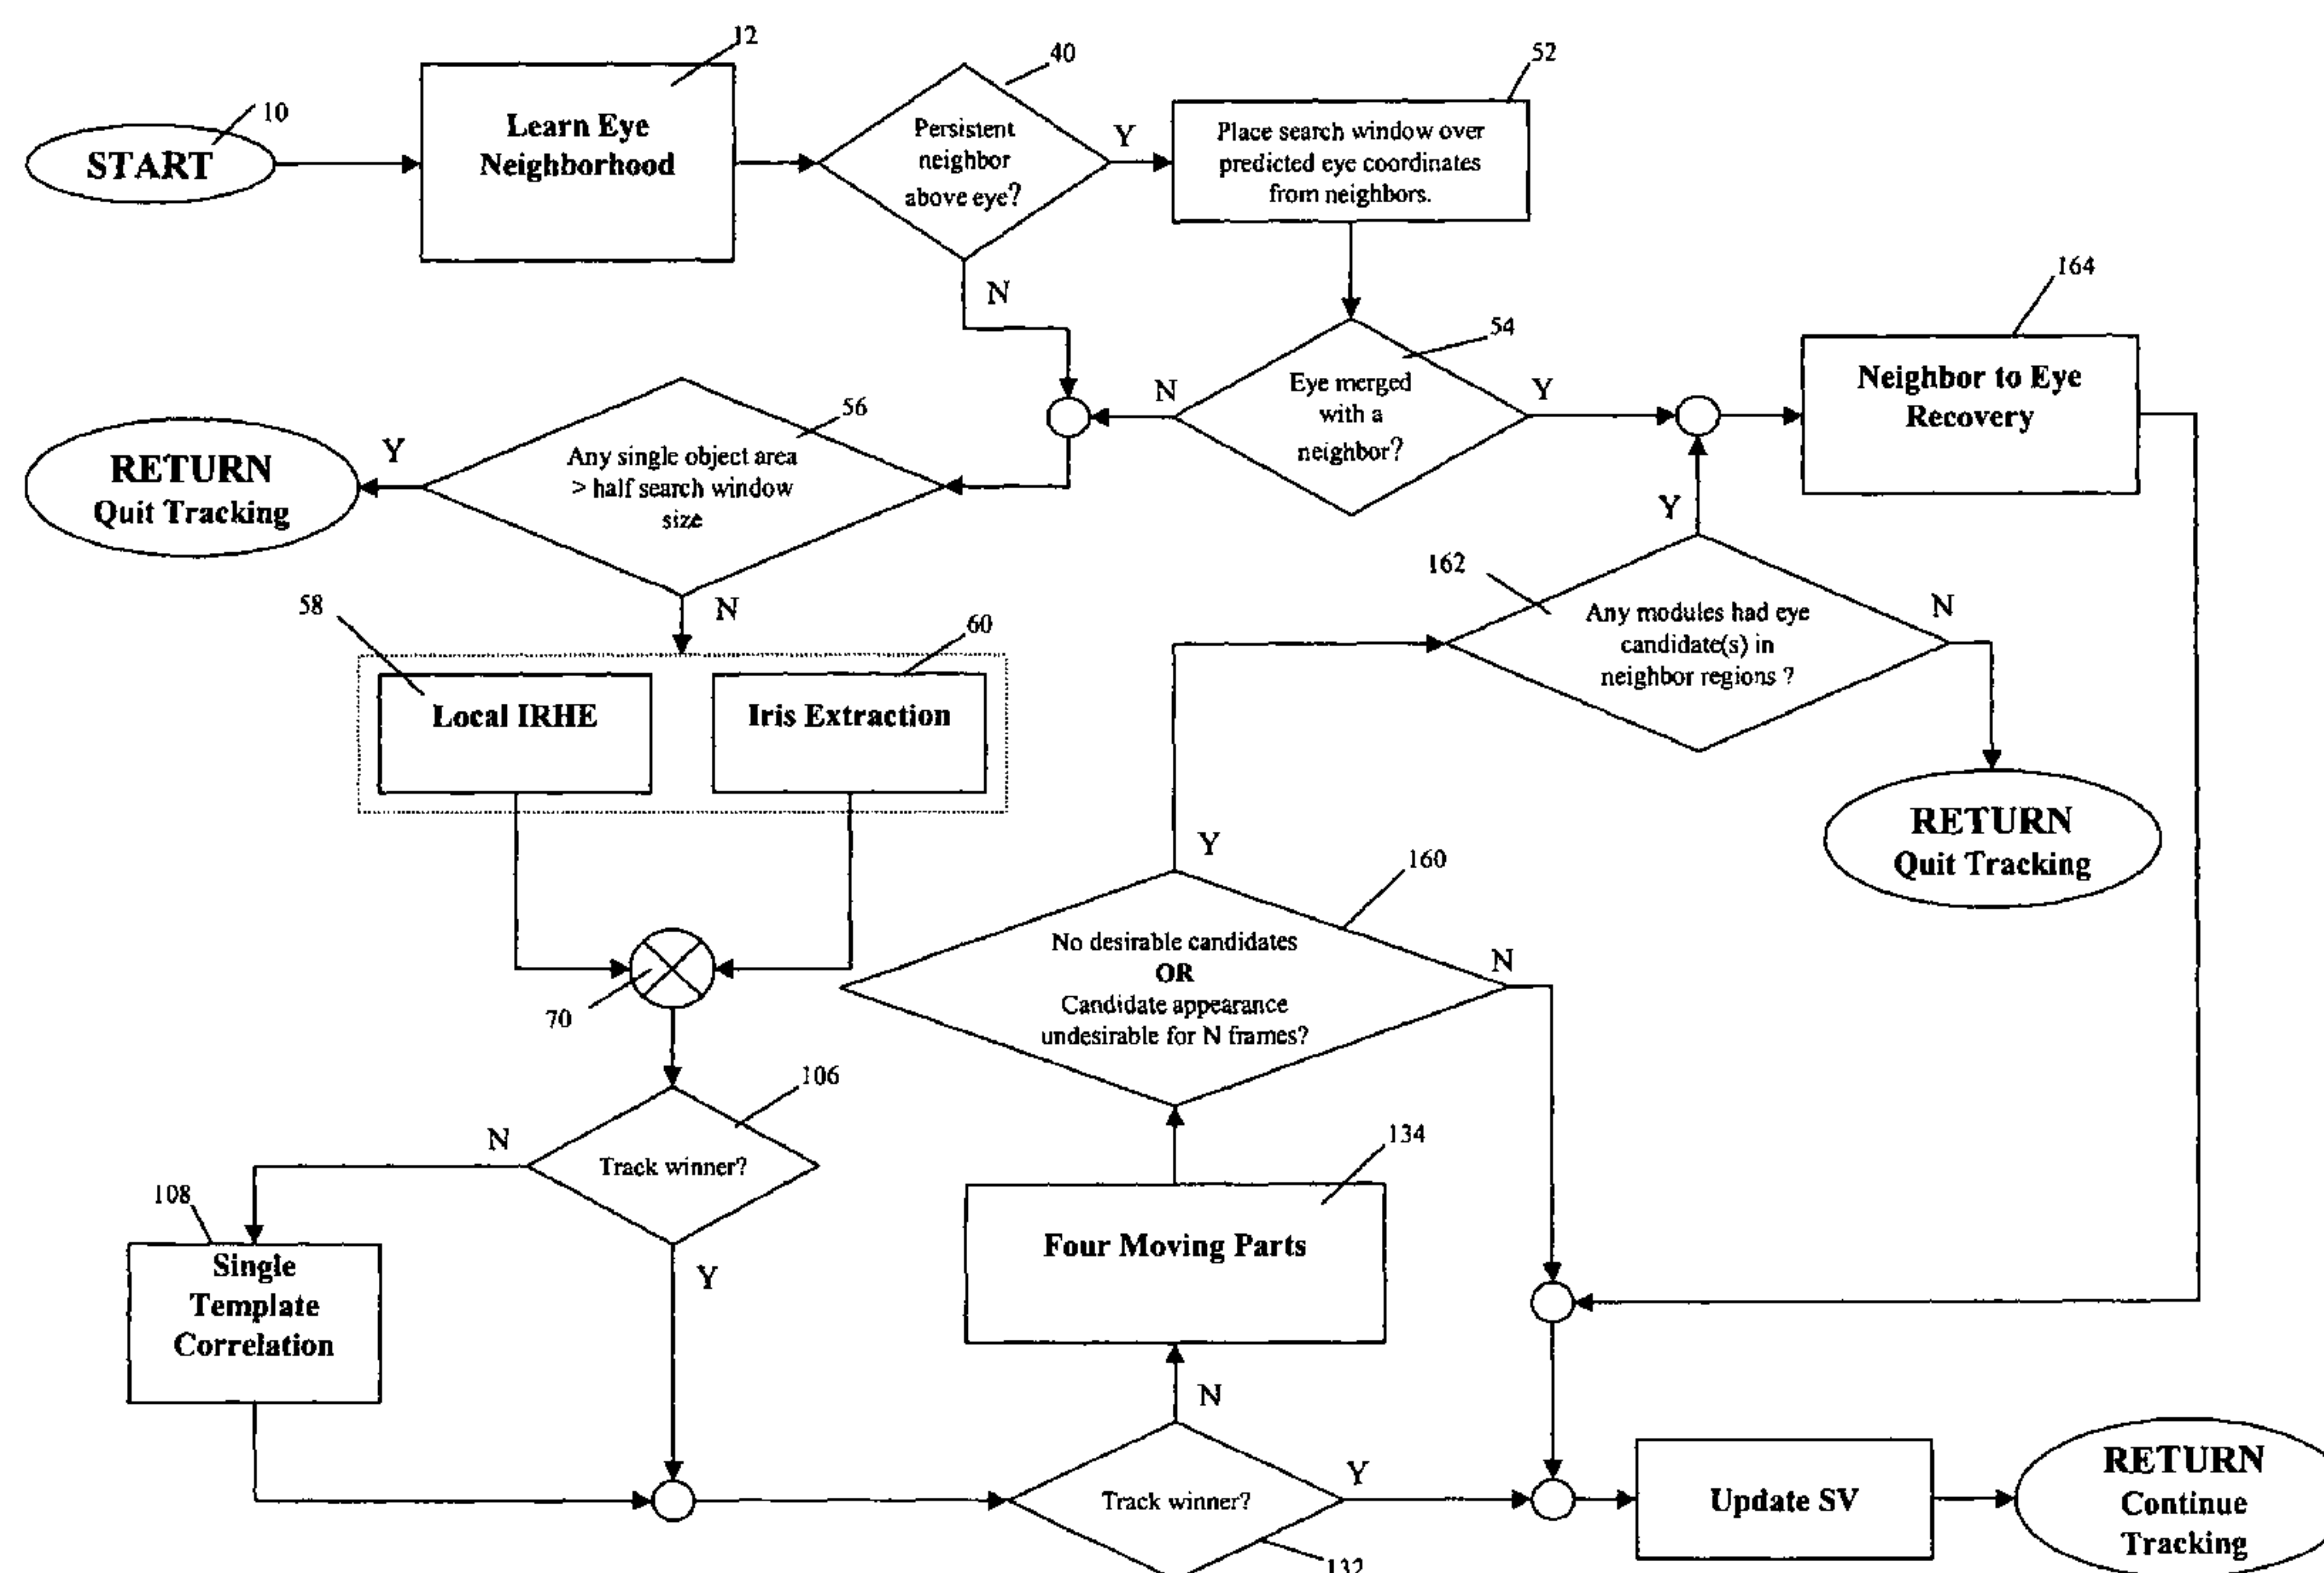 12
40
52
10
START
Learn Eye
Neighborhood
Persistent
neighbor
above eye?
Y
Place search window over
predicted eye coordinates
from neighbors.
N
164
54
56
Y
Any single object area
> half search window
size
N
Eye merged
with a
neighbor?
Y
Neighbor to Eye
Recovery
RETURN
Quit Tracking
Y
162
Any modules had eye
candidate(s) in
neighbor regions ?
N
58
N
60
Local IRHE
Iris Extraction
RETURN
Quit Tracking
Y
160
No desirable candidates
OR
Candidate appearance
undesirable for N frames?
N
70
106
N
Track winner?
134
108
Single
Template
Correlation
Y
Four Moving Parts
N
Track winner?
Y
132
Update SV
RETURN
Continue
Tracking